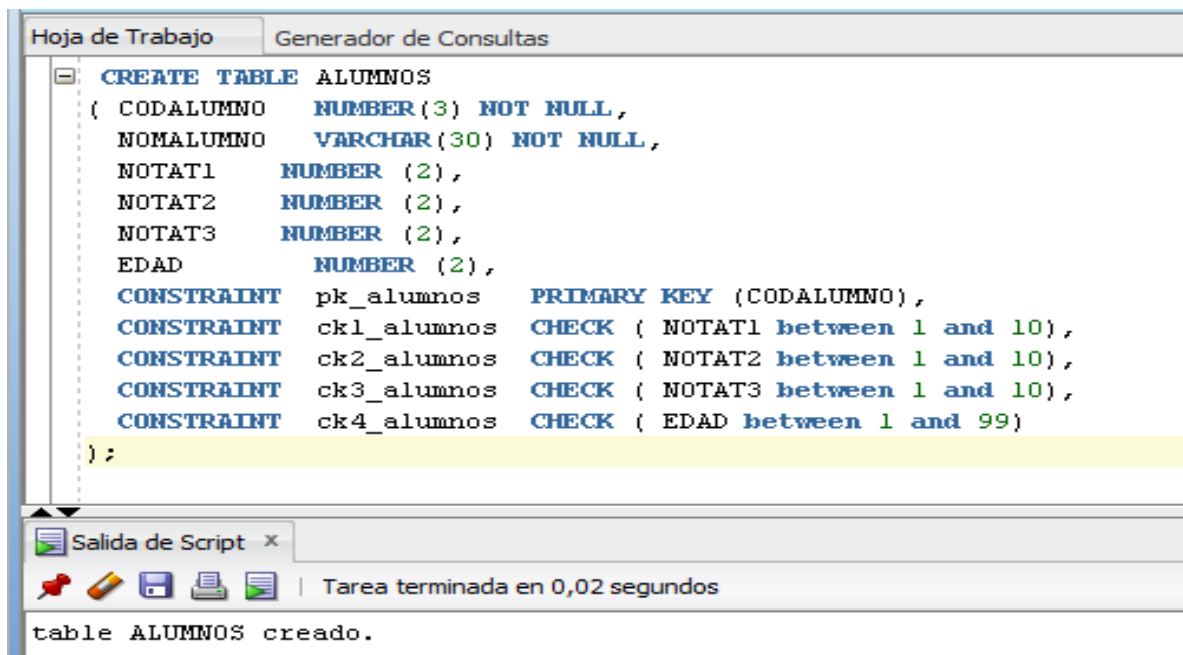 Hoja de Trabajo Generador de Consultas
CREATE TABLE ALUMNOS
( CODALUMNO NUMBER(3) NOT NULL,
NOMALUMNO VARCHAR(30) NOT NULL,
NOTAT1 NUMBER (2),
NOTAT2 NUMBER (2),
NOTAT3 NUMBER (2),
EDAD NUMBER (2),
CONSTRAINT pk_alumnos PRIMARY KEY (CODALUMNO),
CONSTRAINT ck1_alumnos CHECK ( NOTAT1 between 1 and 10),
CONSTRAINT ck2_alumnos CHECK ( NOTAT2 between 1 and 10),
CONSTRAINT ck3_alumnos CHECK ( NOTAT3 between 1 and 10),
CONSTRAINT ck4_alumnos CHECK ( EDAD between 1 and 99)
);
Salida de Script x
Tarea terminada en 0,02 segundos
table ALUMNOS creado.